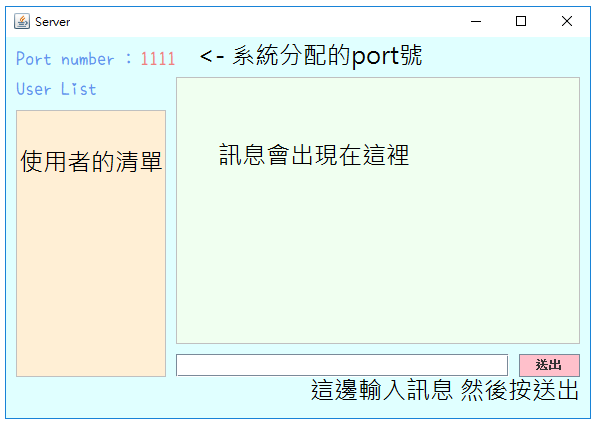 Server
Port number : 1111 <- 系統分配的port號
User List
使用者的清單
訊息會出現在這裡
送出
這邊輸入訊息 然後按送出